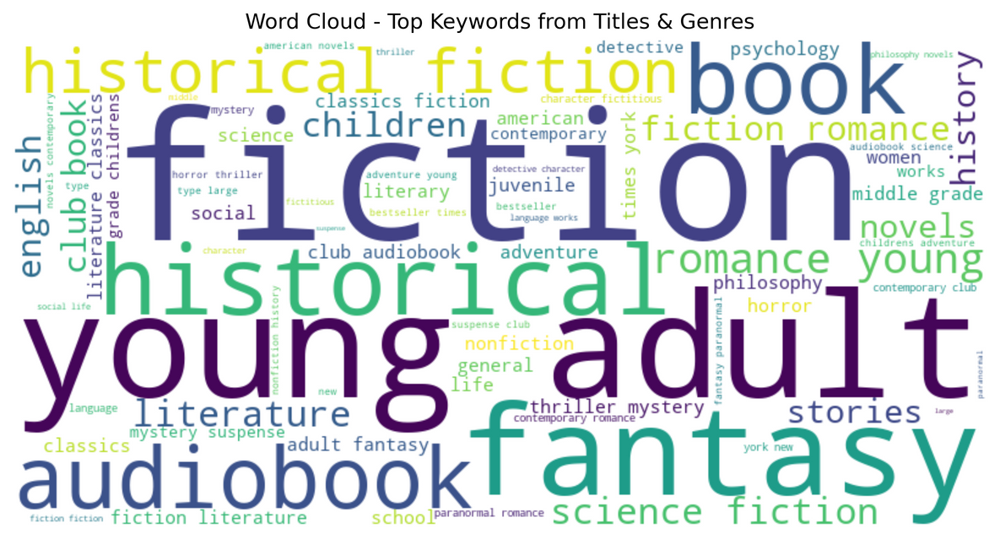 Word Cloud - Top Keywords from Titles & Genres
american novels
thriller
detective
psychology
philosophy novels
historical fiction
book
history
middle
mystery
classics fiction
character fictitious
children
american
contemporary
times york
fiction romance
science
novels contemporary
club book
literature classics
grade childrens
english
type
fiction
audiobook science
women
works
horror thriller
adventure young
detective character
type large
literary
juvenile
middle grade
fictitious
social
bestseller times
bestseller
language works
suspense
novels
childrens adventure
character
club audiobook
adventure
romance young
historical
philosophy
contemporary club
social life
nonfiction history
horror
fantasy paranormal
suspense club
young adult
nonfiction
general
life
paranormal
new
language
literature
thriller mystery
contemporary romance
stories
large
mystery suspense
classics
adult fantasy
york new
fantasy
audiobook
fiction fiction
fiction literature
school
paranormal romance
science fiction